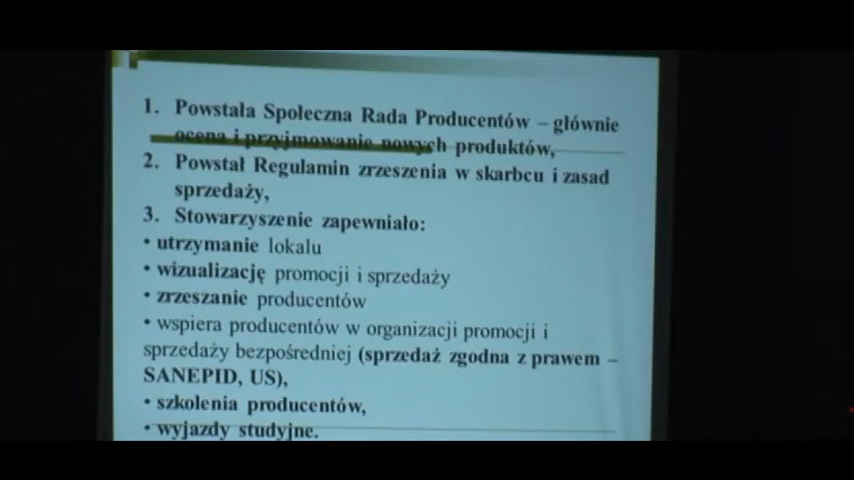 1. Powstała Społeczna Rada Producentów – głównie
ocena i przyjmowanie nowych produktów,
2. Powstał Regulamin zrzeszenia w skarbcu i zasad
sprzedaży,
3. Stowarzyszenie zapewniało:
• utrzymanie lokalu
• wizualizację promocji i sprzedaży
• zrzeszanie producentów
• wspiera producentów w organizacji promocji i
sprzedaży bezpośredniej (sprzedaż zgodna z prawem –
SANEPID, US),
• szkolenia producentów,
• wyjazdy studyjne.